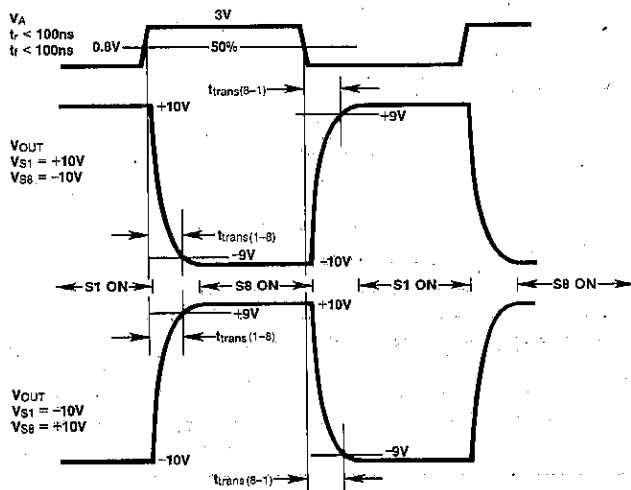 VA
tr < 100ns
tf < 100ns
3V
0.8V
50%
ttrans(8–1)
+10V
+9V
VOUT
VS1 = +10V
VS8 = –10V
ttrans(1–8)
–9V
–10V
S1 ON
S8 ON
S1 ON
S8 ON
+10V
+9V
ttrans(1–8)
VOUT
VS1 = –10V
VS8 = +10V
–10V
–9V
ttrans(8–1)